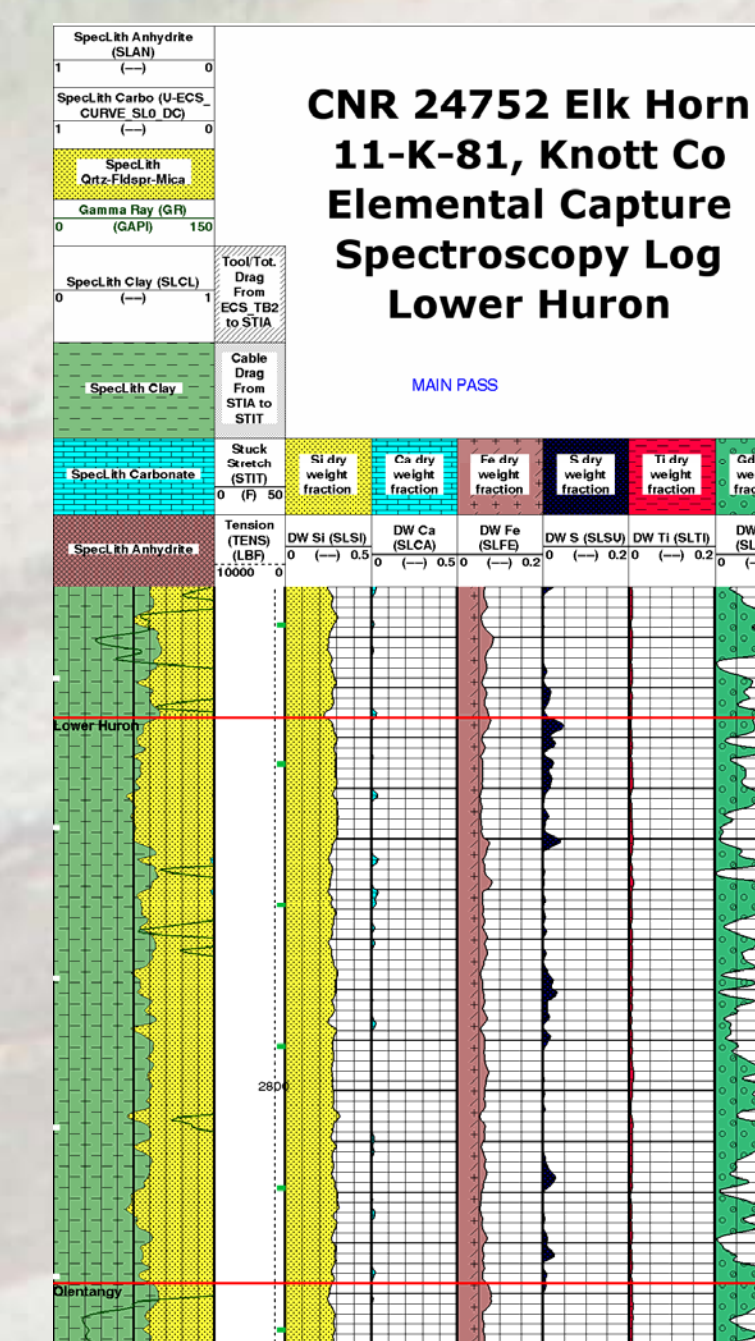 SpecLith Anhydrite
(SLAN)
1 (––) 0
SpecLith Carbo (U-ECS_
CURVE_SL0_DC)
1 (––) 0
SpecLith
Qrtz-Fldspr-Mica
Gamma Ray (GR)
0 (GAPI) 150
SpecLith Clay (SLCL)
0 (––) 1
SpecLith Clay
SpecLith Carbonate
SpecLith Anhydrite
Tool/Tot.
Drag
From
ECS_TB2
to STIA
Cable
Drag
From
STIA to
STIT
Stuck
Stretch
(STIT)
0 (F) 50
Tension
(TENS)
(LBF)
10000 0
CNR 24752 Elk Horn
11-K-81, Knott Co
Elemental Capture
Spectroscopy Log
Lower Huron
MAIN PASS
Si dry
weight
fraction
DW Si (SLSI)
0 (––) 0.5
Ca dry
weight
fraction
DW Ca
(SLCA)
0 (––) 0.5
Fe dry
weight
fraction
DW Fe
(SLFE)
0 (––) 0.2
S dry
weight
fraction
DW S (SLSU)
0 (––) 0.2
Ti dry
weight
fraction
DW Ti (SLTI)
0 (––) 0.2
Gd
we
frac
DW
0 (–
Lower Huron
2800
Olentangy